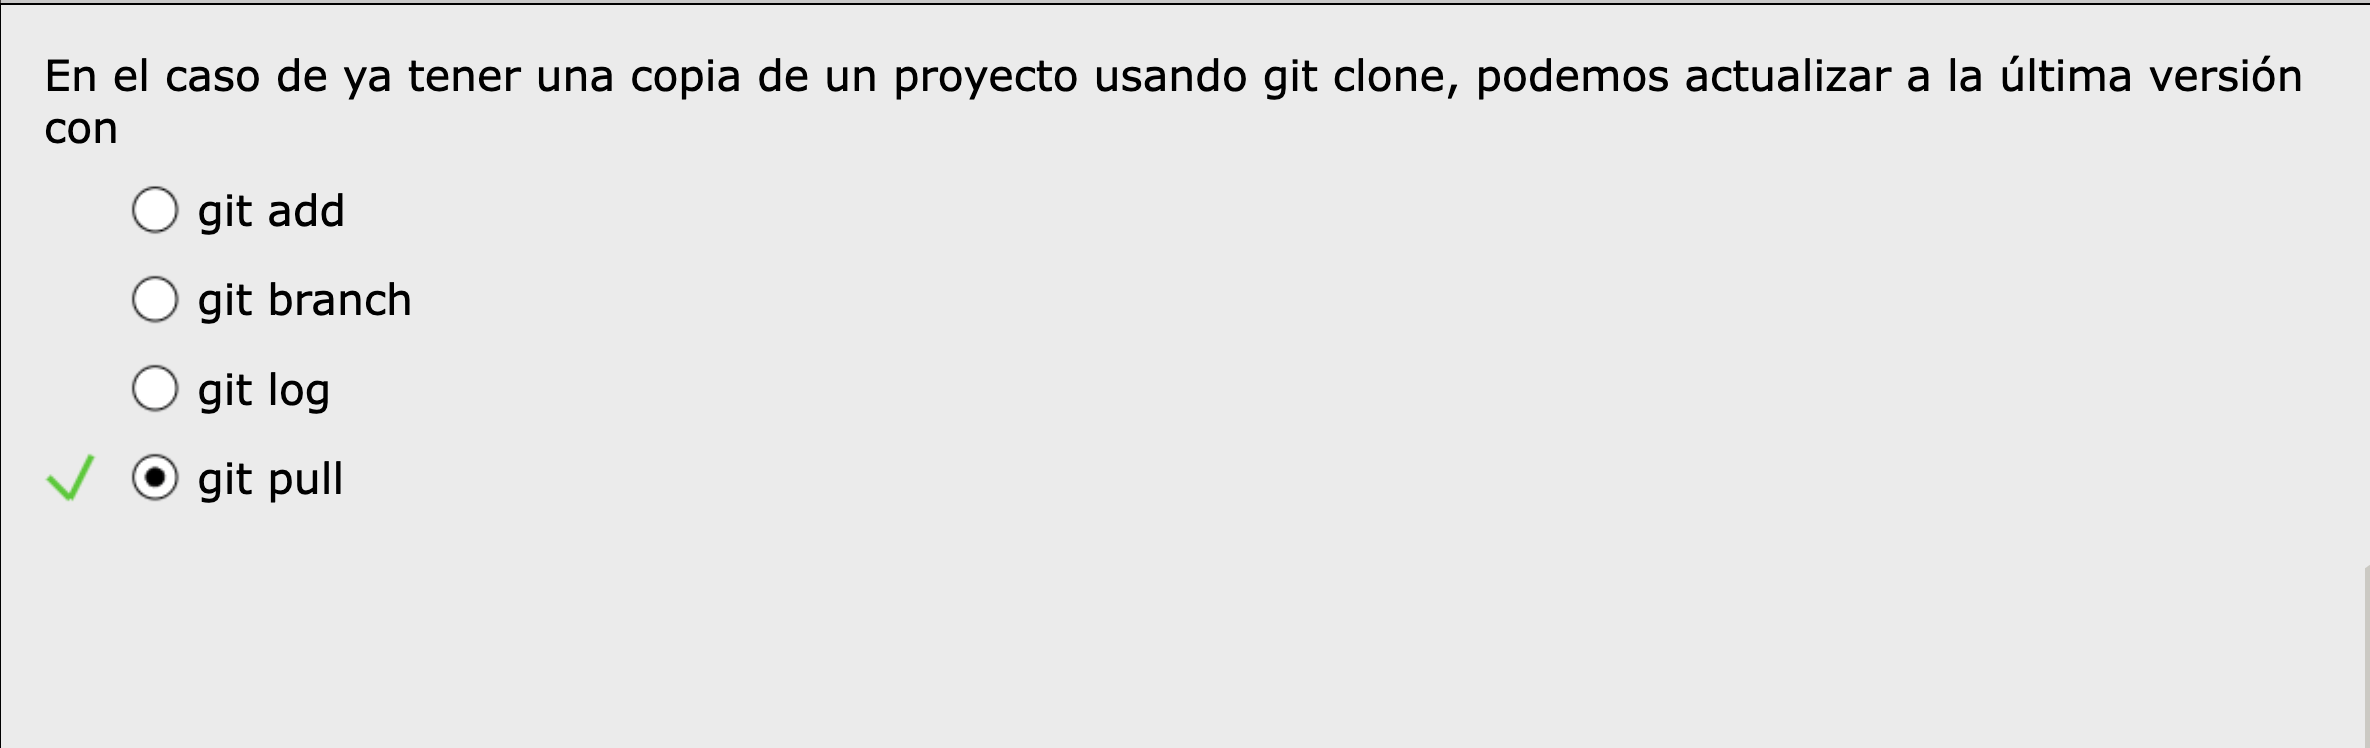 En el caso de ya tener una copia de un proyecto usando git clone, podemos actualizar a la última versión
con
git add
git branch
git log
git pull